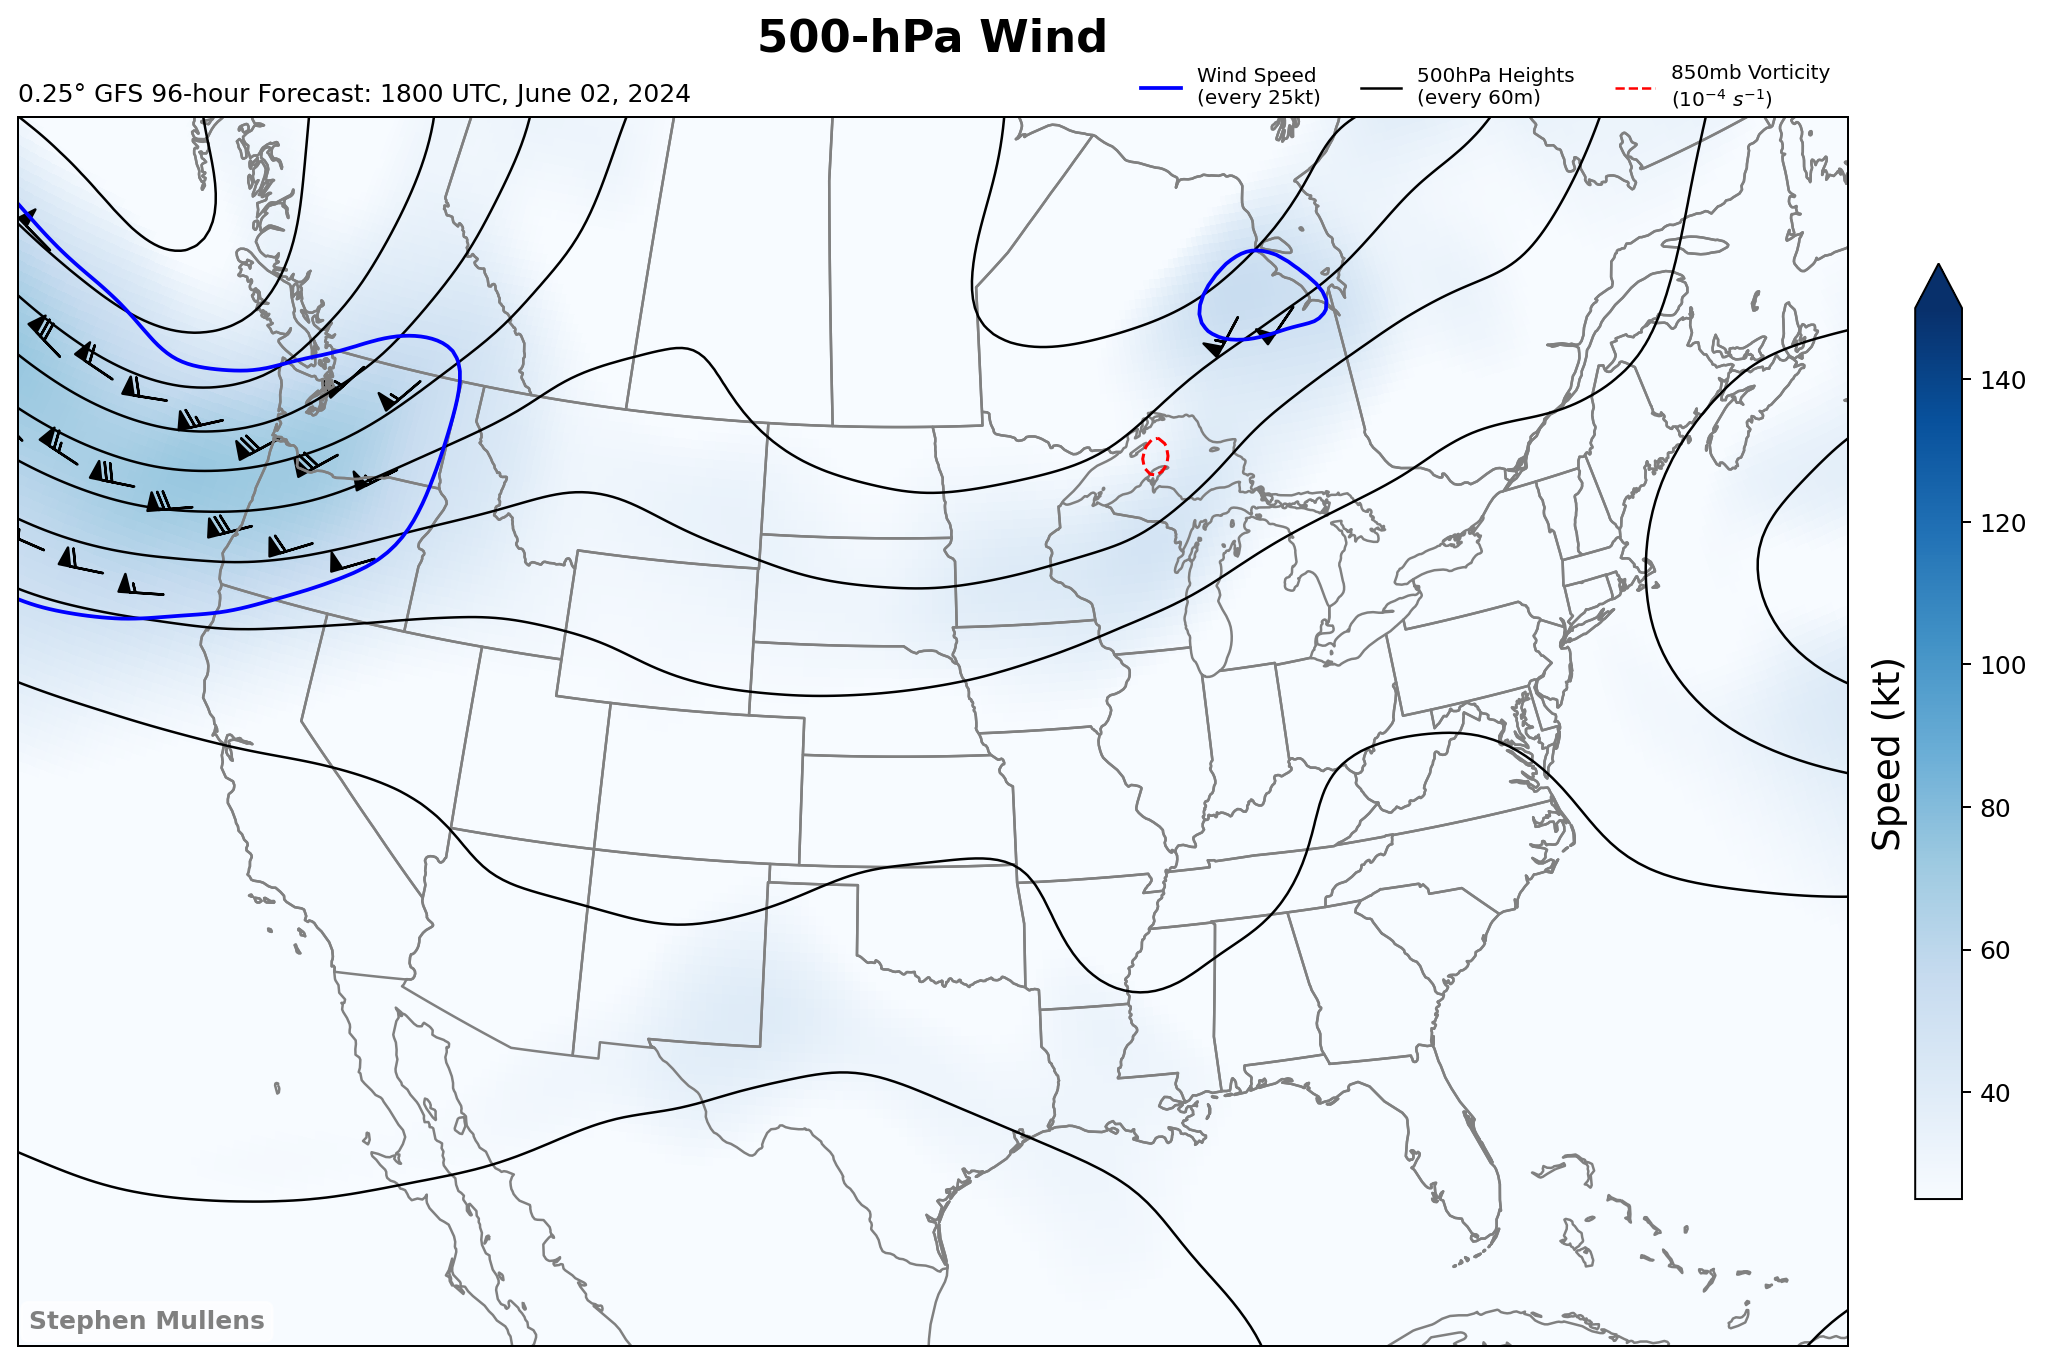 500-hPa Wind
0.25° GFS 96-hour Forecast: 1800 UTC, June 02, 2024
Wind Speed
(every 25kt)
500hPa Heights
(every 60m)
850mb Vorticity
(10⁻⁴ s⁻¹)
140
120
100
80
60
40
Speed (kt)
Stephen Mullens